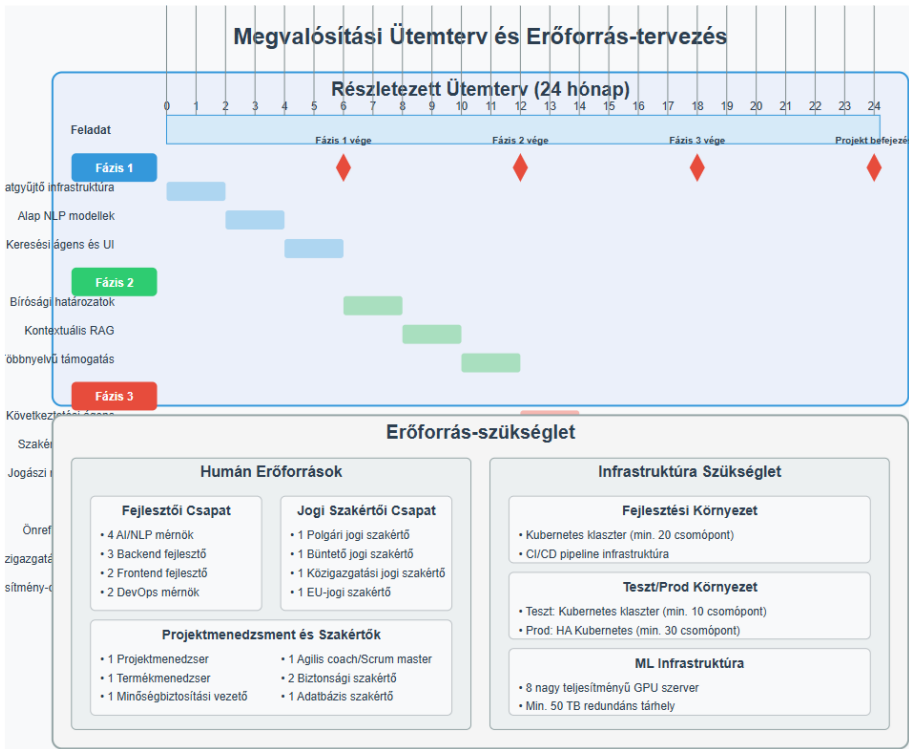 Megvalósítási Ütemterv és Erőforrás-tervezés
Részletezett Ütemterv (24 hónap)
0 1 2 3 4 5 6 7 8 9 10 11 12 13 14 15 16 17 18 19 20 21 22 23 24
Feladat
Fázis 1 vége Fázis 2 vége Fázis 3 vége Projekt befejezés
Fázis 1
infrastruktúra
Alap NLP modellek
Keresési ágens és UI
Fázis 2
Bírósági határozatok
Kontextuális RAG
támogatás
Fázis 3
Következtetési ágens
Jogászi
Erőforrás-szükséglet
Humán Erőforrások
Fejlesztői Csapat
• 4 AI/NLP mérnök
• 3 Backend fejlesztő
• 2 Frontend fejlesztő
• 2 DevOps mérnök
Jogi Szakértői Csapat
• 1 Polgári jogi szakértő
• 1 Büntető jogi szakértő
• 1 Közigazgatási jogi szakértő
• 1 EU-jogi szakértő
Projektmenedzsment és Szakértők
• 1 Projektmenedzser
• 1 Termékmenedzser
• 1 Minőségbiztosítási vezető
• 1 Agilis coach/Scrum master
• 2 Biztonsági szakértő
• 1 Adatbázis szakértő
Infrastruktúra Szükséglet
Fejlesztési Környezet
• Kubernetes klaszter (min. 20 csomópont)
• CI/CD pipeline infrastruktúra
Teszt/Prod Környezet
• Teszt: Kubernetes klaszter (min. 10 csomópont)
• Prod: HA Kubernetes (min. 30 csomópont)
ML Infrastruktúra
• 8 nagy teljesítményű GPU szerver
• Min. 50 TB redundáns tárhely